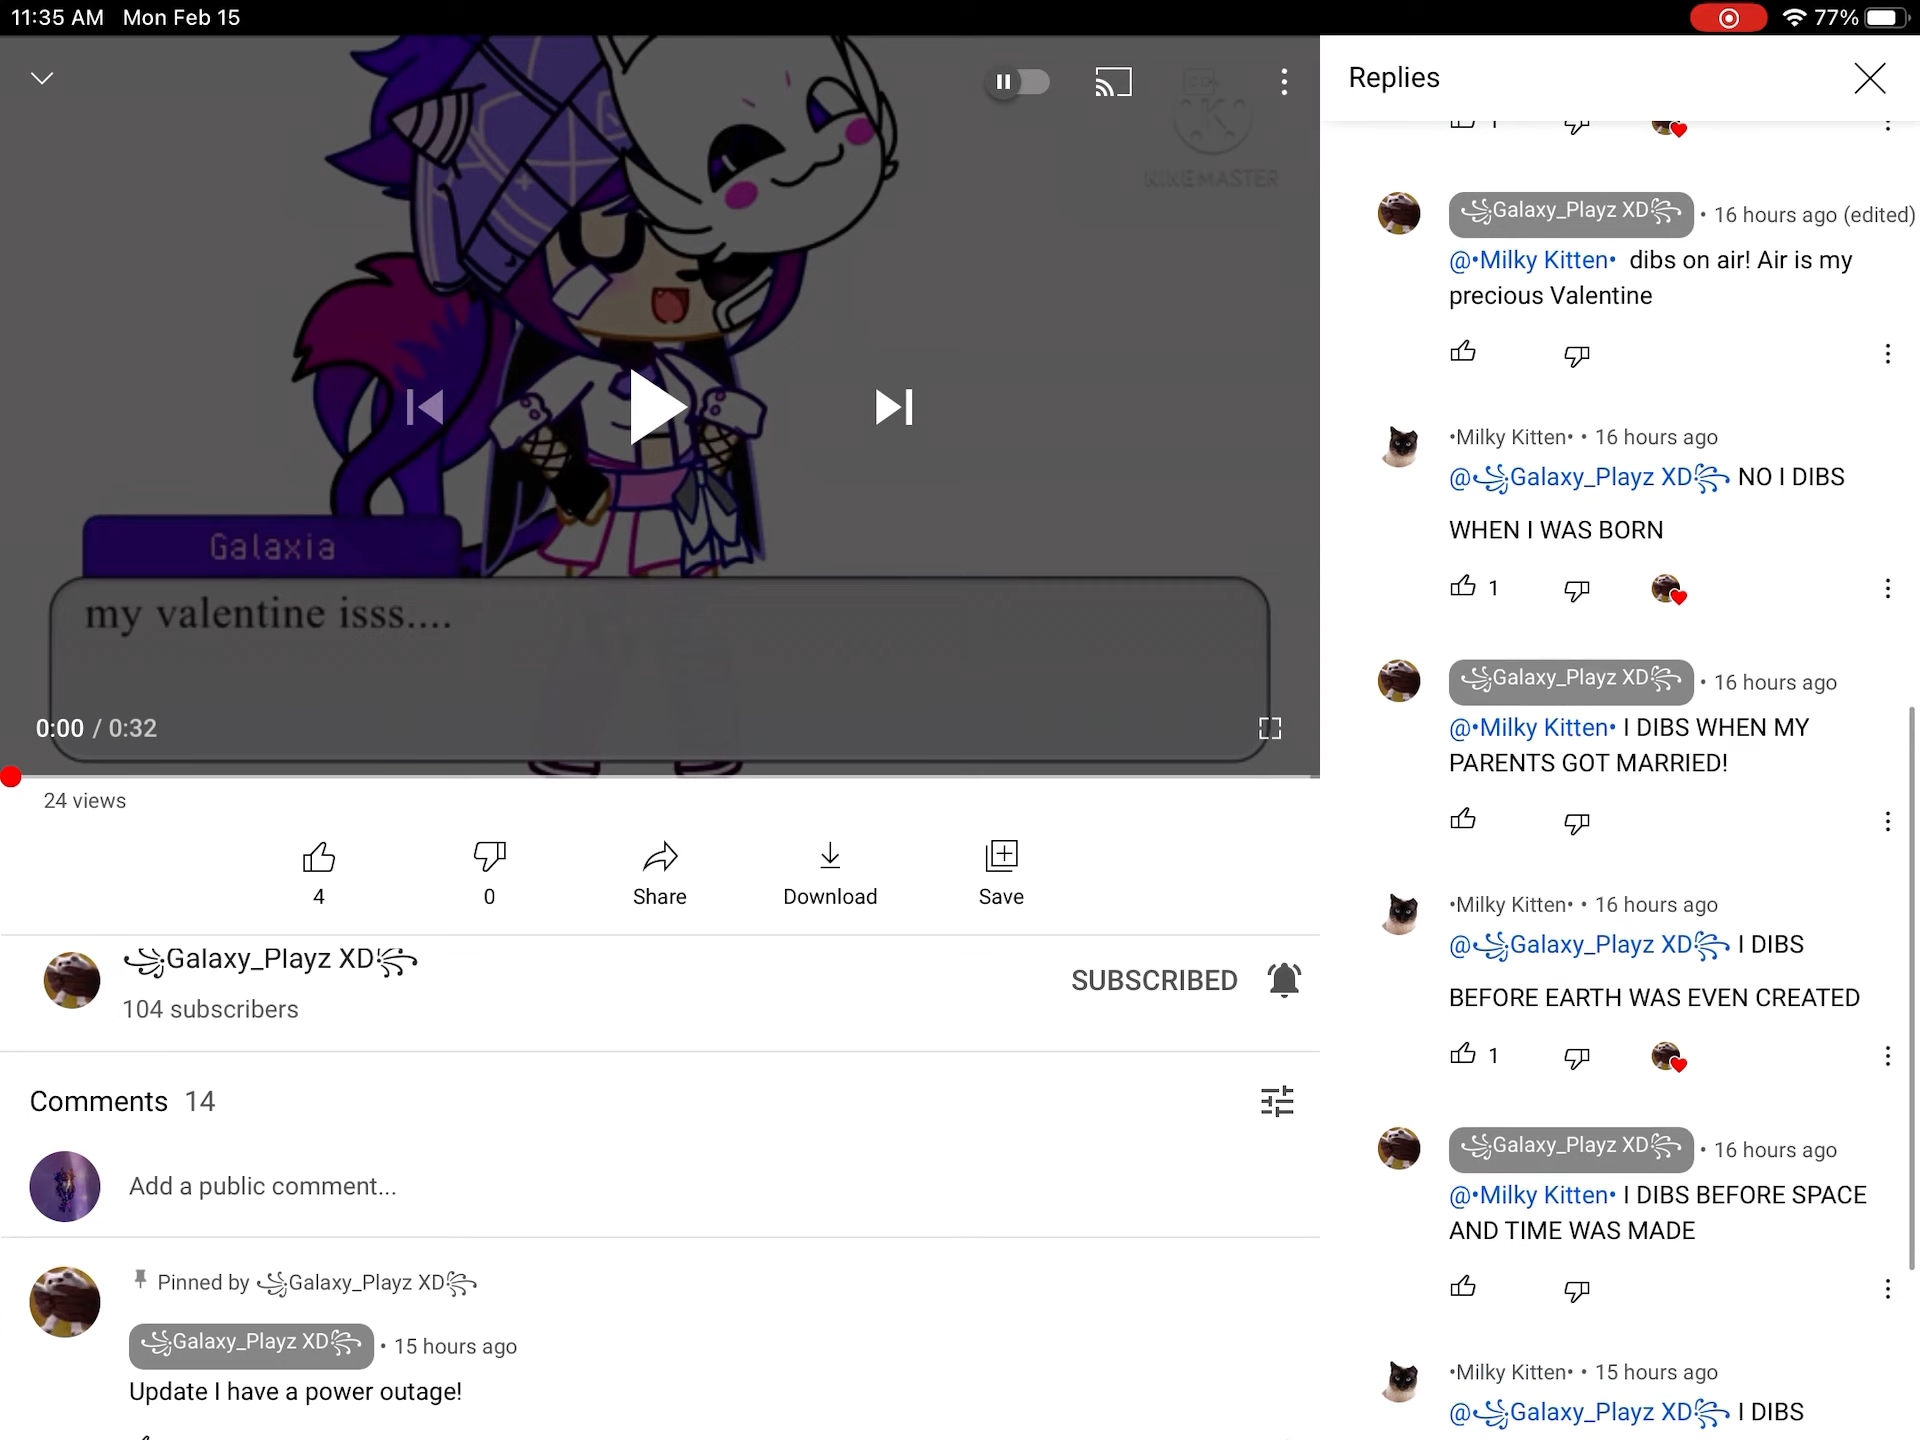 11:35 AM Mon Feb 15
77%
KINEMASTER
Galaxia
my valentine isss....
0:00 / 0:32
24 views
4
0
Share
Download
Save
꧁Galaxy_Playz XD꧂
104 subscribers
SUBSCRIBED
Comments 14
Add a public comment...
Pinned by ꧁Galaxy_Playz XD꧂
꧁Galaxy_Playz XD꧂ • 15 hours ago
Update I have a power outage!
Replies
꧁Galaxy_Playz XD꧂ • 16 hours ago (edited)
@•Milky Kitten• dibs on air! Air is my
precious Valentine
•Milky Kitten• • 16 hours ago
@꧁Galaxy_Playz XD꧂ NO I DIBS
WHEN I WAS BORN
1
꧁Galaxy_Playz XD꧂ • 16 hours ago
@•Milky Kitten• I DIBS WHEN MY
PARENTS GOT MARRIED!
•Milky Kitten• • 16 hours ago
@꧁Galaxy_Playz XD꧂ I DIBS
BEFORE EARTH WAS EVEN CREATED
1
꧁Galaxy_Playz XD꧂ • 16 hours ago
@•Milky Kitten• I DIBS BEFORE SPACE
AND TIME WAS MADE
•Milky Kitten• • 15 hours ago
@꧁Galaxy_Playz XD꧂ I DIBS